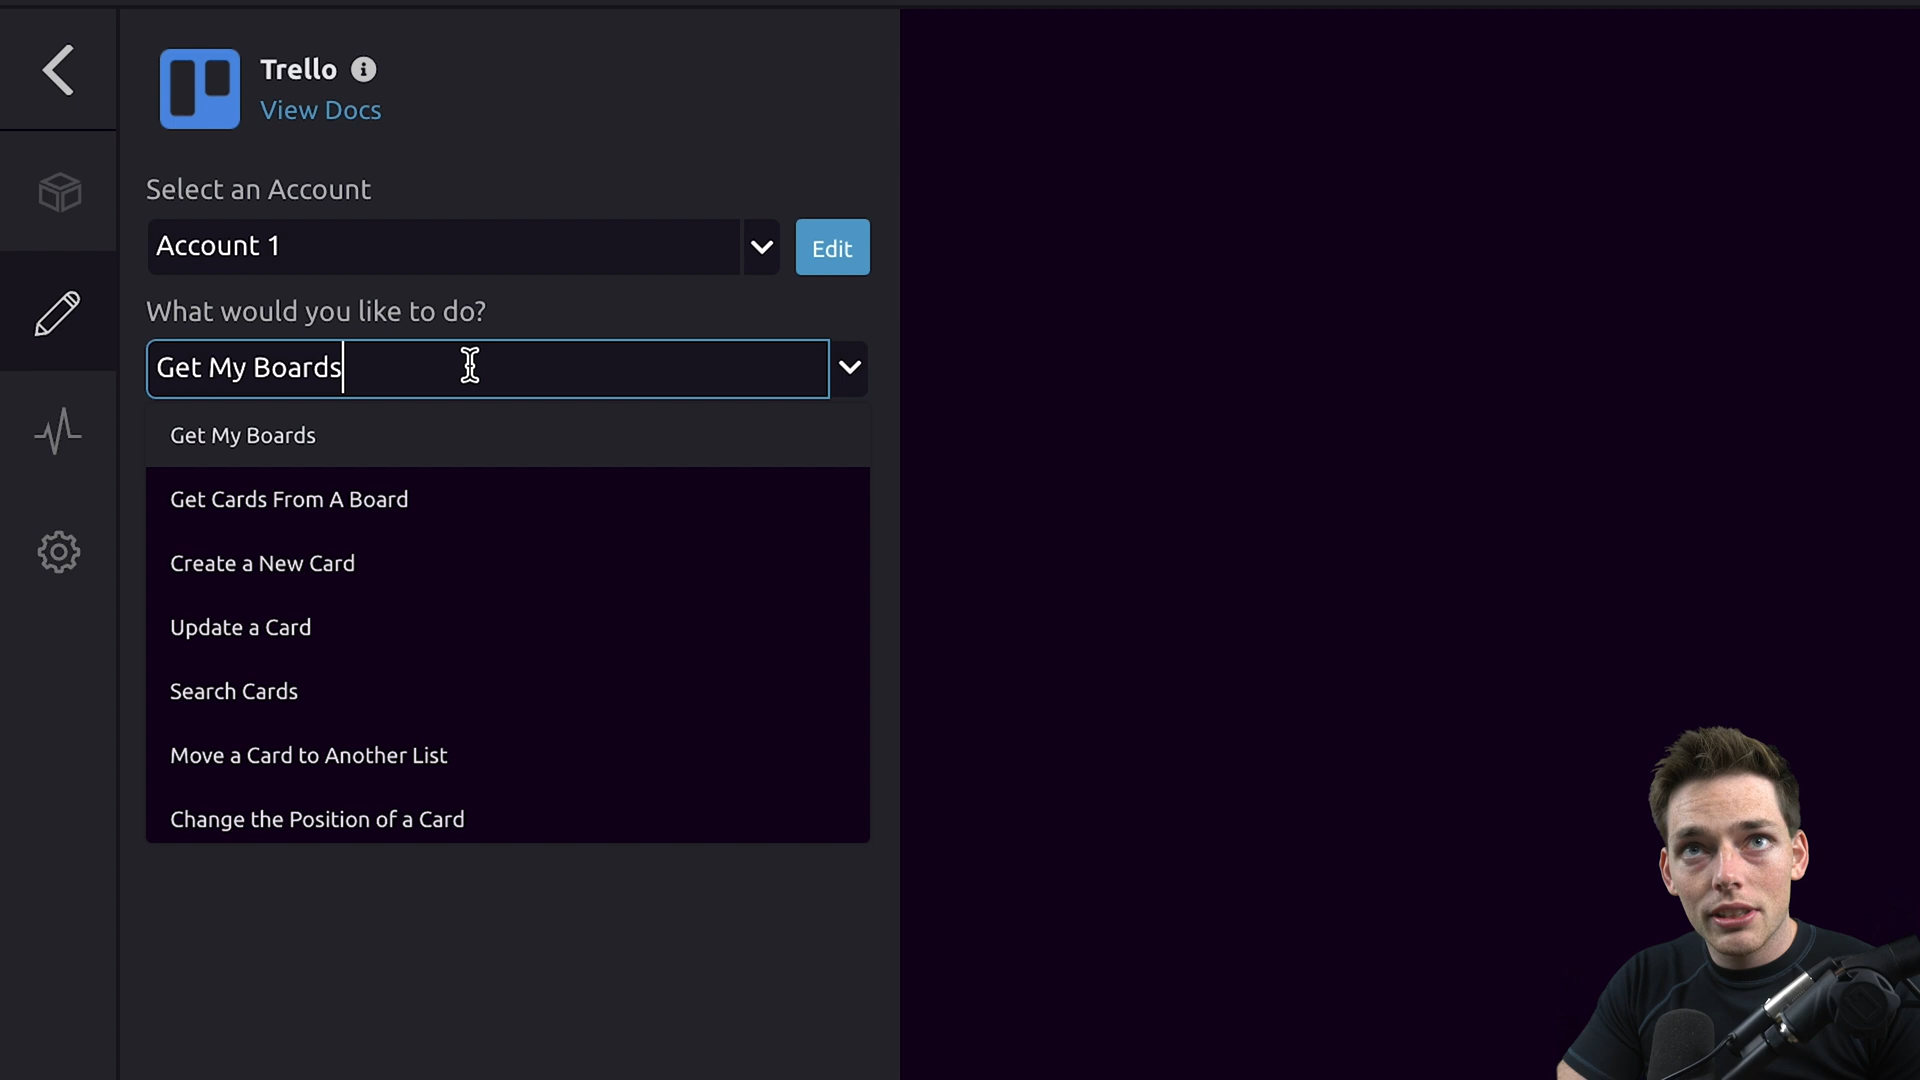 Trello
View Docs
Select an Account
Account 1
Edit
What would you like to do?
Get My Boards
Get My Boards
Get Cards From A Board
Create a New Card
Update a Card
Search Cards
Move a Card to Another List
Change the Position of a Card